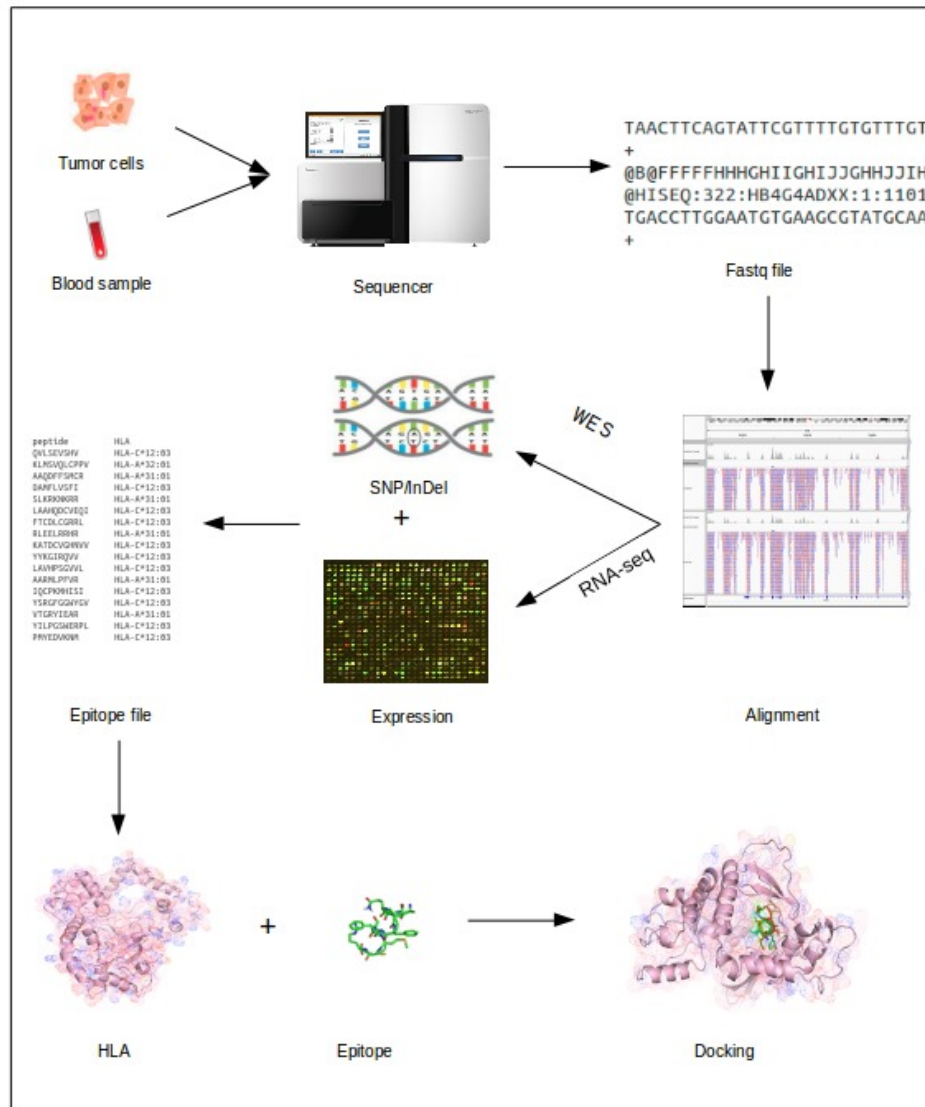 Tumor cells
Blood sample
Sequencer
TAACTTCAGTATTCGTTTTGTGTTTGT
+
@B@FFFFFHHHGHIIGHIJJGHHJJIH
@HISEQ:322:HB4G4ADXX:1:1101
TGACCTTGGAATGTGAAGCGTATGCAA
+
Fastq file
WES
RNA-seq
Alignment
SNP/InDel
+
Expression
peptide HLA
QVLSEVSHV HLA-C*12:03
KLMSVQLCPPV HLA-A*32:01
AAQDFFSMCR HLA-A*31:01
DAMFLVSFI HLA-C*12:03
SLKRKNKRR HLA-A*31:01
LAAHQDCVEQI HLA-C*12:03
FTCDLCGRRL HLA-C*12:03
RLEELRRHR HLA-A*31:01
KATDCVGHNVV HLA-C*12:03
YYKGIRQVV HLA-C*12:03
LAVHPSGVVL HLA-C*12:03
AARMLPFVR HLA-A*31:01
IQCPKMHISI HLA-C*12:03
YSRGFGGWYGV HLA-C*12:03
VTGRYIEAR HLA-A*31:01
YILPGSWERPL HLA-C*12:03
PMYEDVKNM HLA-C*12:03
Epitope file
HLA
+
Epitope
Docking